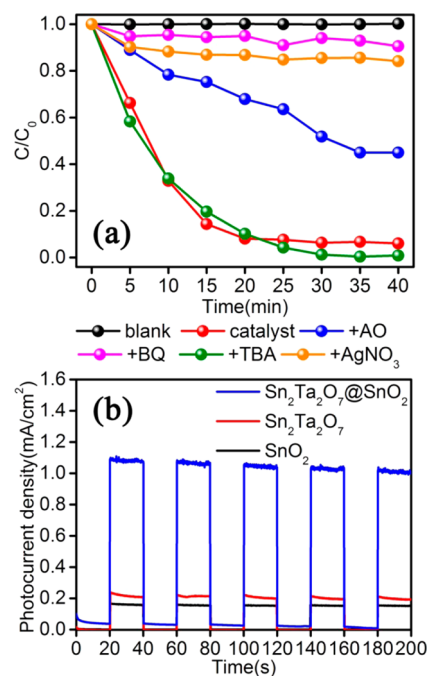 (a)
C/C₀
1.0
0.8
0.6
0.4
0.2
0.0
0 5 10 15 20 25 30 35 40
Time(min)
blank catalyst +AO
+BQ +TBA +AgNO₃
(b)
Photocurrent density(mA/cm²)
1.6
1.4
1.2
1.0
0.8
0.6
0.4
0.2
0.0
Sn₂Ta₂O₇@SnO₂
Sn₂Ta₂O₇
SnO₂
0 20 40 60 80 100 120 140 160 180 200
Time(s)